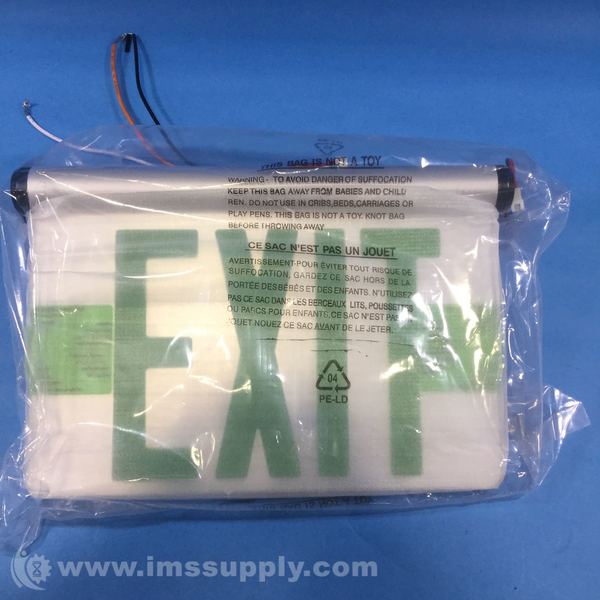 THIS BAG IS NOT A TOY
WARNING - TO AVOID DANGER OF SUFFOCATION
KEEP THIS BAG AWAY FROM BABIES AND CHILD
REN. DO NOT USE IN CRIBS,BEDS,CARRIAGES OR
PLAY PENS. THIS BAG IS NOT A TOY. KNOT BAG
BEFORE THROWING AWAY
CE SAC N'EST PAS UN JOUET
AVERTISSEMENT-POUR ÉVITER TOUT RISQUE DE
SUFFOCATION, GARDEZ CE SAC HORS DE LA
PORTÉE DES BÉBÉS ET DES ENFANTS. N'UTILISEZ
PAS CE SAC DANS LES BERCEAUX LITS, POUSSETTES
OU PARCS POUR ENFANTS. CE SAC N'EST PAS UN
JOUET NOUEZ CE SAC AVANT DE LE JETER.
04
PE-LD
EXIT
www.imssupply.com